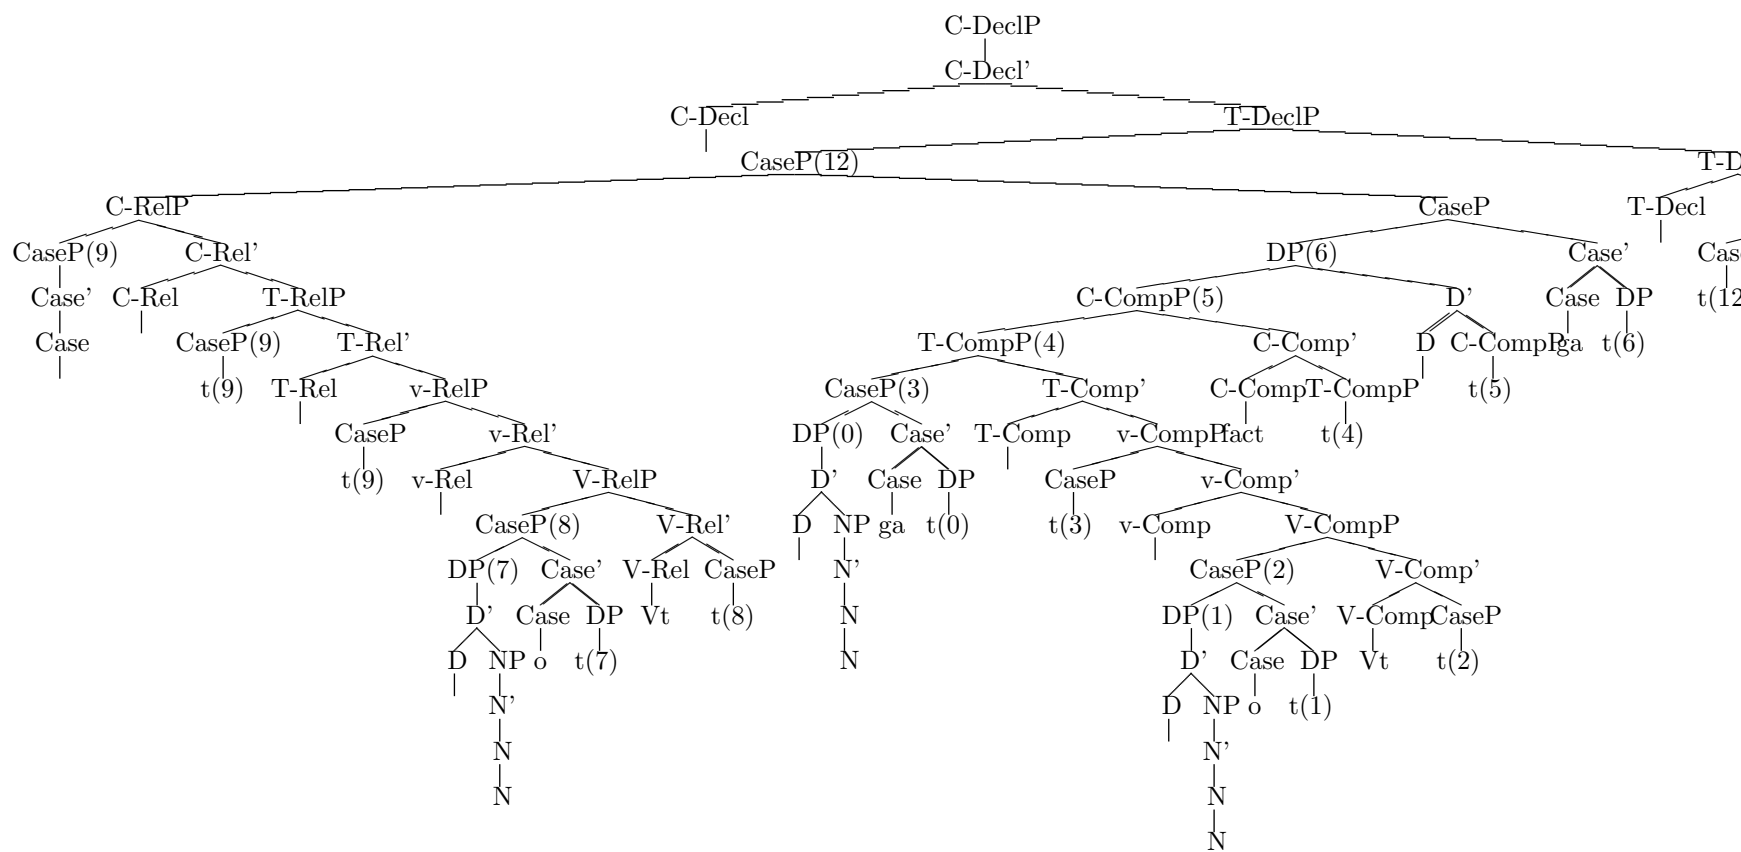 C-DeclP
C-Decl'
C-Decl T-DeclP
CaseP(12) T-D
C-RelP CaseP T-Decl
CaseP(9) C-Rel' DP(6) Case' Cas
Case' C-Rel T-RelP C-CompP(5) D' Case DP t(12
Case CaseP(9) T-Rel' T-CompP(4) C-Comp' D C-CompP ga t(6)
t(9) T-Rel v-RelP CaseP(3) T-Comp' C-Comp T-CompP t(5)
CaseP v-Rel' DP(0) Case' T-Comp v-CompP fact t(4)
t(9) v-Rel V-RelP D' Case DP CaseP v-Comp'
CaseP(8) V-Rel' D NP ga t(0) t(3) v-Comp V-CompP
DP(7) Case' V-Rel CaseP N' CaseP(2) V-Comp'
D' Case DP Vt t(8) N DP(1) Case' V-Comp CaseP
D NP o t(7) N D' Case DP Vt t(2)
N' D NP o t(1)
N N'
N N
N